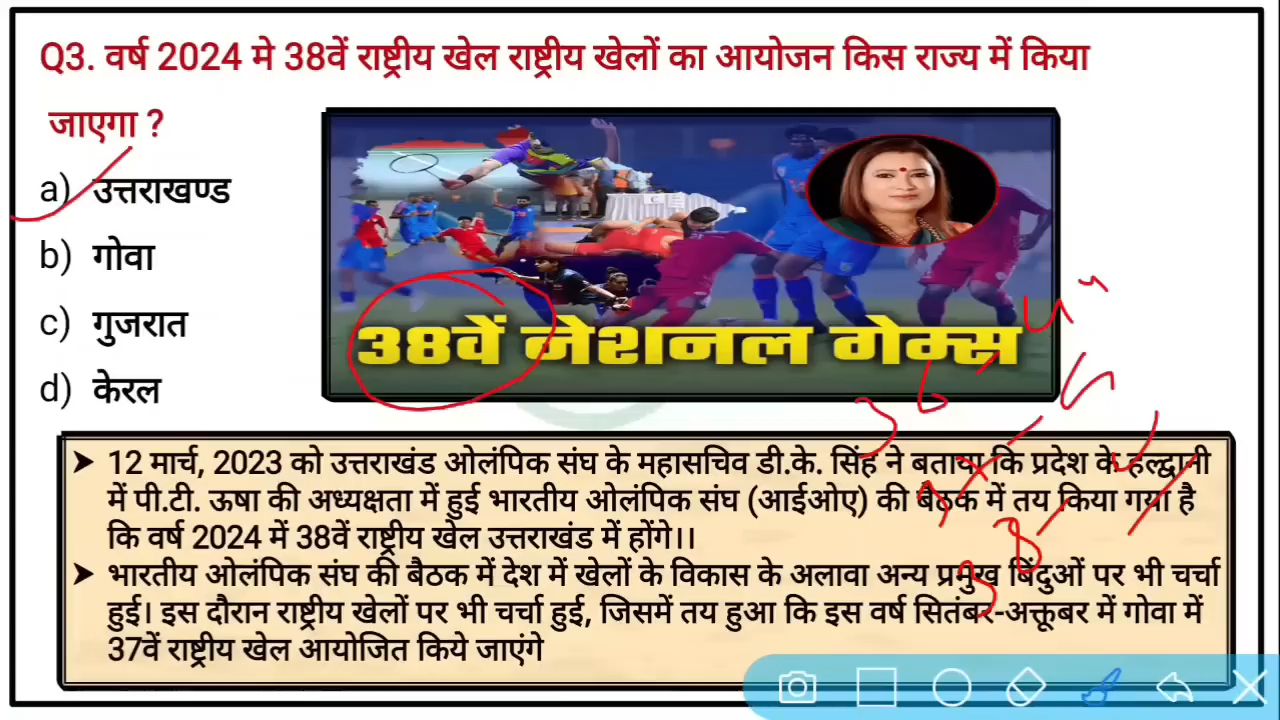 Q3. वर्ष 2024 मे 38वें राष्ट्रीय खेल राष्ट्रीय खेलों का आयोजन किस राज्य में किया
जाएगा ?
a) उत्तराखण्ड
b) गोवा
c) गुजरात
d) केरल
38वें नेशनल गेम्स
36 - गु
37 - गो
38 - उ
➤ 12 मार्च, 2023 को उत्तराखंड ओलंपिक संघ के महासचिव डी.के. सिंह ने बताया कि प्रदेश के हल्द्वानी
में पी.टी. ऊषा की अध्यक्षता में हुई भारतीय ओलंपिक संघ (आईओए) की बैठक में तय किया गया है
कि वर्ष 2024 में 38वें राष्ट्रीय खेल उत्तराखंड में होंगे।।
➤ भारतीय ओलंपिक संघ की बैठक में देश में खेलों के विकास के अलावा अन्य प्रमुख बिंदुओं पर भी चर्चा
हुई। इस दौरान राष्ट्रीय खेलों पर भी चर्चा हुई, जिसमें तय हुआ कि इस वर्ष सितंबर-अक्तूबर में गोवा में
37वें राष्ट्रीय खेल आयोजित किये जाएंगे